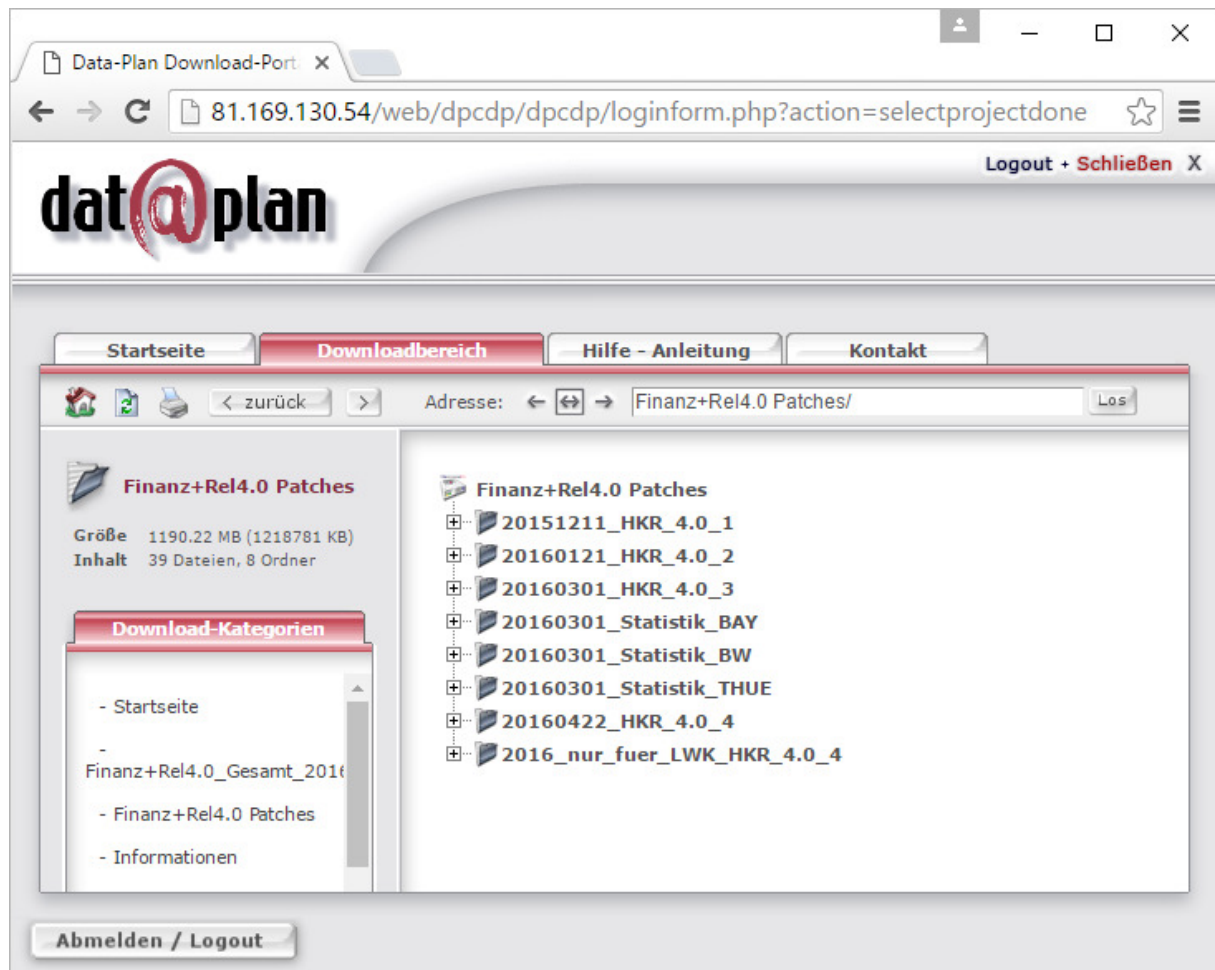 Data-Plan Download-Port
81.169.130.54/web/dpcdp/dpcdp/loginform.php?action=selectprojectdone
Logout + Schließen X
dat@plan
Startseite Downloadbereich Hilfe - Anleitung Kontakt
< zurück > Adresse: Finanz+Rel4.0 Patches/ Los
Finanz+Rel4.0 Patches
Größe 1190.22 MB (1218781 KB)
Inhalt 39 Dateien, 8 Ordner
Download-Kategorien
- Startseite
-
Finanz+Rel4.0_Gesamt_2016
- Finanz+Rel4.0 Patches
- Informationen
Finanz+Rel4.0 Patches
20151211_HKR_4.0_1
20160121_HKR_4.0_2
20160301_HKR_4.0_3
20160301_Statistik_BAY
20160301_Statistik_BW
20160301_Statistik_THUE
20160422_HKR_4.0_4
2016_nur_fuer_LWK_HKR_4.0_4
Abmelden / Logout